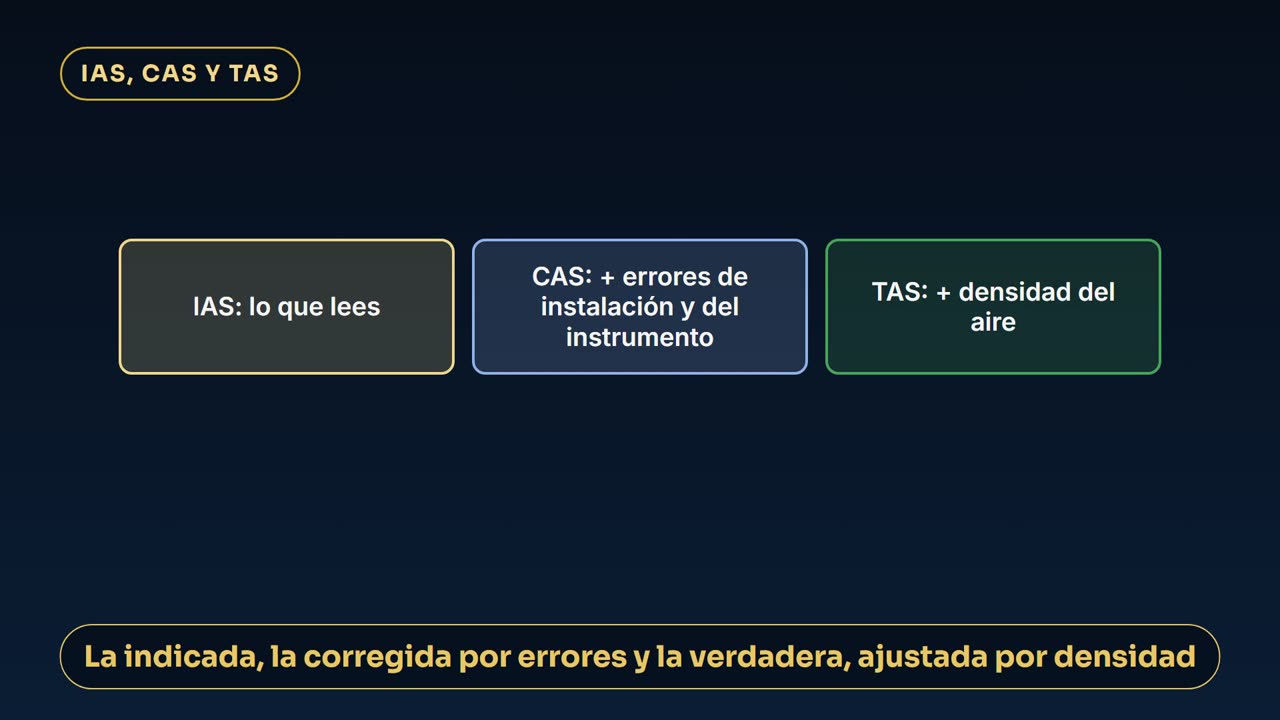 IAS, CAS Y TAS
IAS: lo que lees
CAS: + errores de
instalación y del
instrumento
TAS: + densidad del
aire
La indicada, la corregida por errores y la verdadera, ajustada por densidad